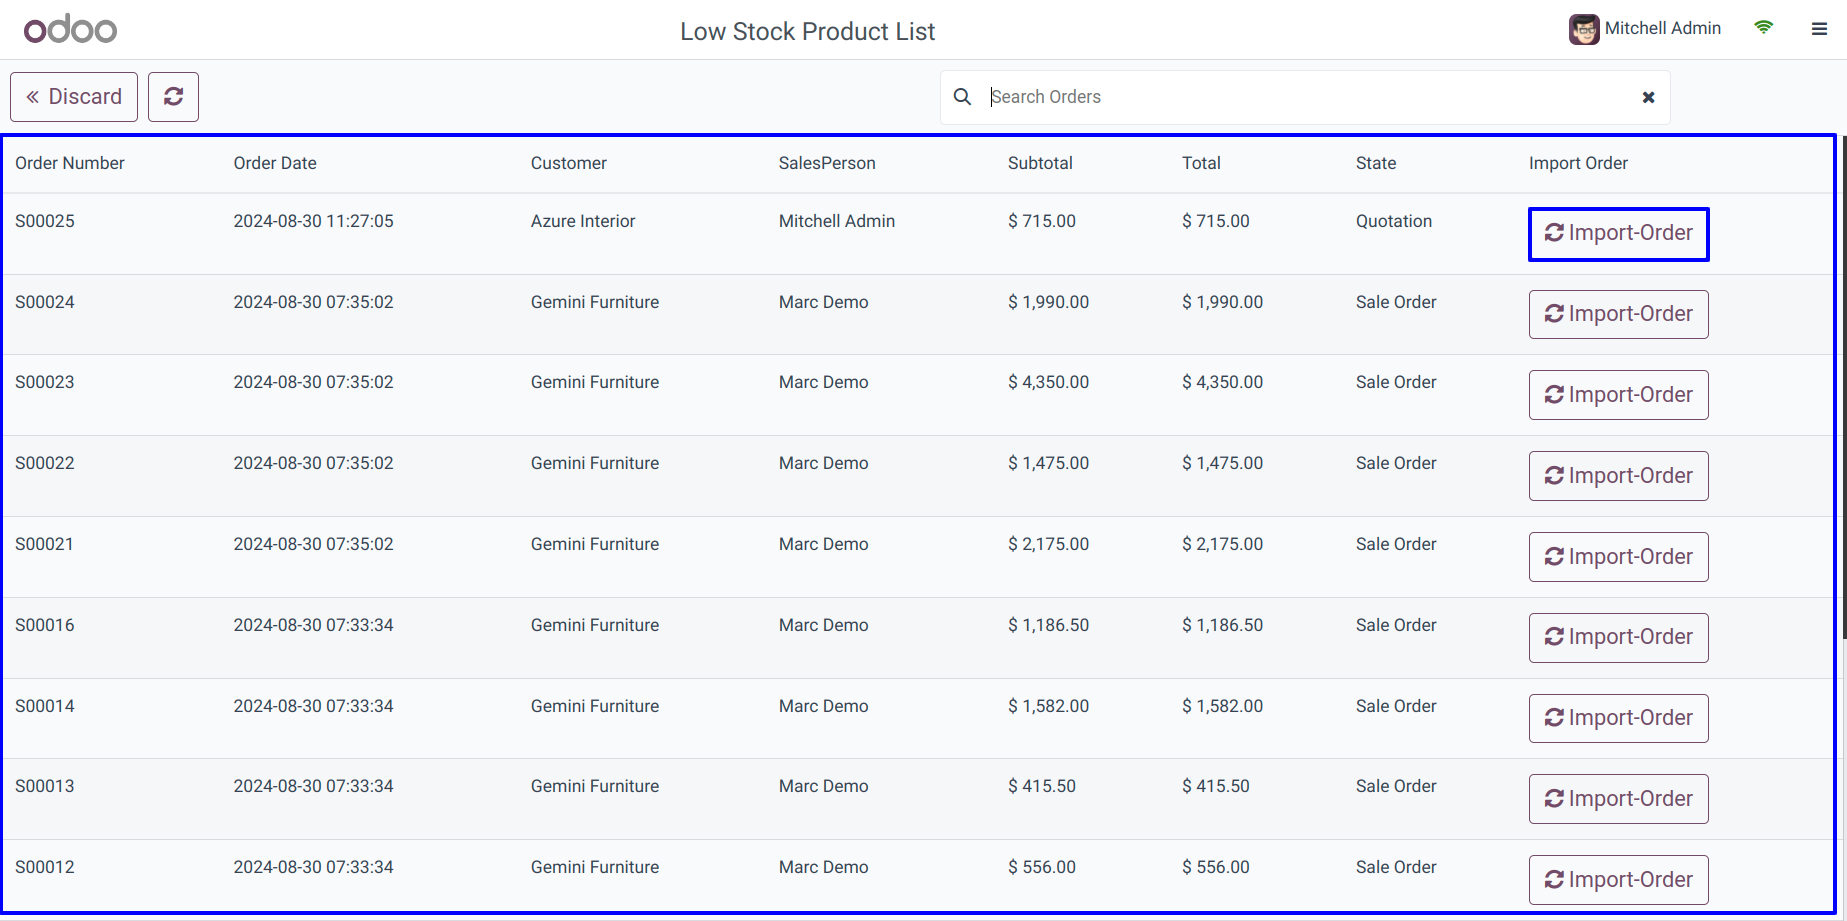 odoo
Low Stock Product List
Mitchell Admin
Discard
Search Orders
Order Number Order Date Customer SalesPerson Subtotal Total State Import Order
S00025 2024-08-30 11:27:05 Azure Interior Mitchell Admin $ 715.00 $ 715.00 Quotation Import-Order
S00024 2024-08-30 07:35:02 Gemini Furniture Marc Demo $ 1,990.00 $ 1,990.00 Sale Order Import-Order
S00023 2024-08-30 07:35:02 Gemini Furniture Marc Demo $ 4,350.00 $ 4,350.00 Sale Order Import-Order
S00022 2024-08-30 07:35:02 Gemini Furniture Marc Demo $ 1,475.00 $ 1,475.00 Sale Order Import-Order
S00021 2024-08-30 07:35:02 Gemini Furniture Marc Demo $ 2,175.00 $ 2,175.00 Sale Order Import-Order
S00016 2024-08-30 07:33:34 Gemini Furniture Marc Demo $ 1,186.50 $ 1,186.50 Sale Order Import-Order
S00014 2024-08-30 07:33:34 Gemini Furniture Marc Demo $ 1,582.00 $ 1,582.00 Sale Order Import-Order
S00013 2024-08-30 07:33:34 Gemini Furniture Marc Demo $ 415.50 $ 415.50 Sale Order Import-Order
S00012 2024-08-30 07:33:34 Gemini Furniture Marc Demo $ 556.00 $ 556.00 Sale Order Import-Order